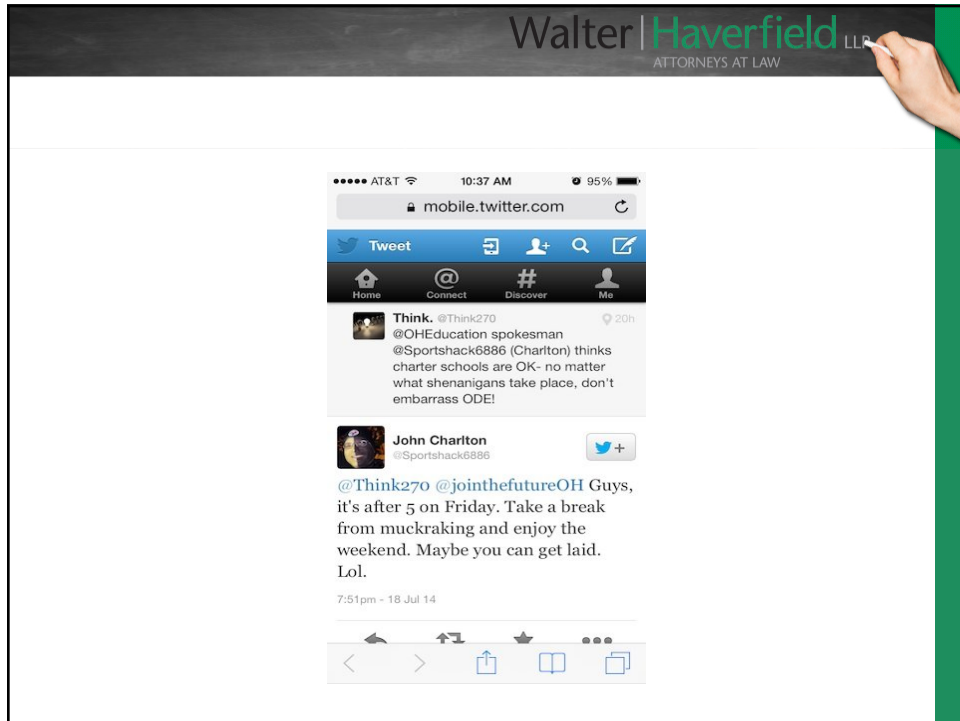 Walter|Haverfield LLP
ATTORNEYS AT LAW
AT&T 10:37 AM 95%
mobile.twitter.com
Tweet
Home Connect Discover Me
Think. @Think270 20h
@OHEducation spokesman
@Sportshack6886 (Charlton) thinks
charter schools are OK- no matter
what shenanigans take place, don't
embarrass ODE!
John Charlton
@Sportshack6886
@Think270 @jointhefutureOH Guys,
it's after 5 on Friday. Take a break
from muckraking and enjoy the
weekend. Maybe you can get laid.
Lol.
7:51pm - 18 Jul 14